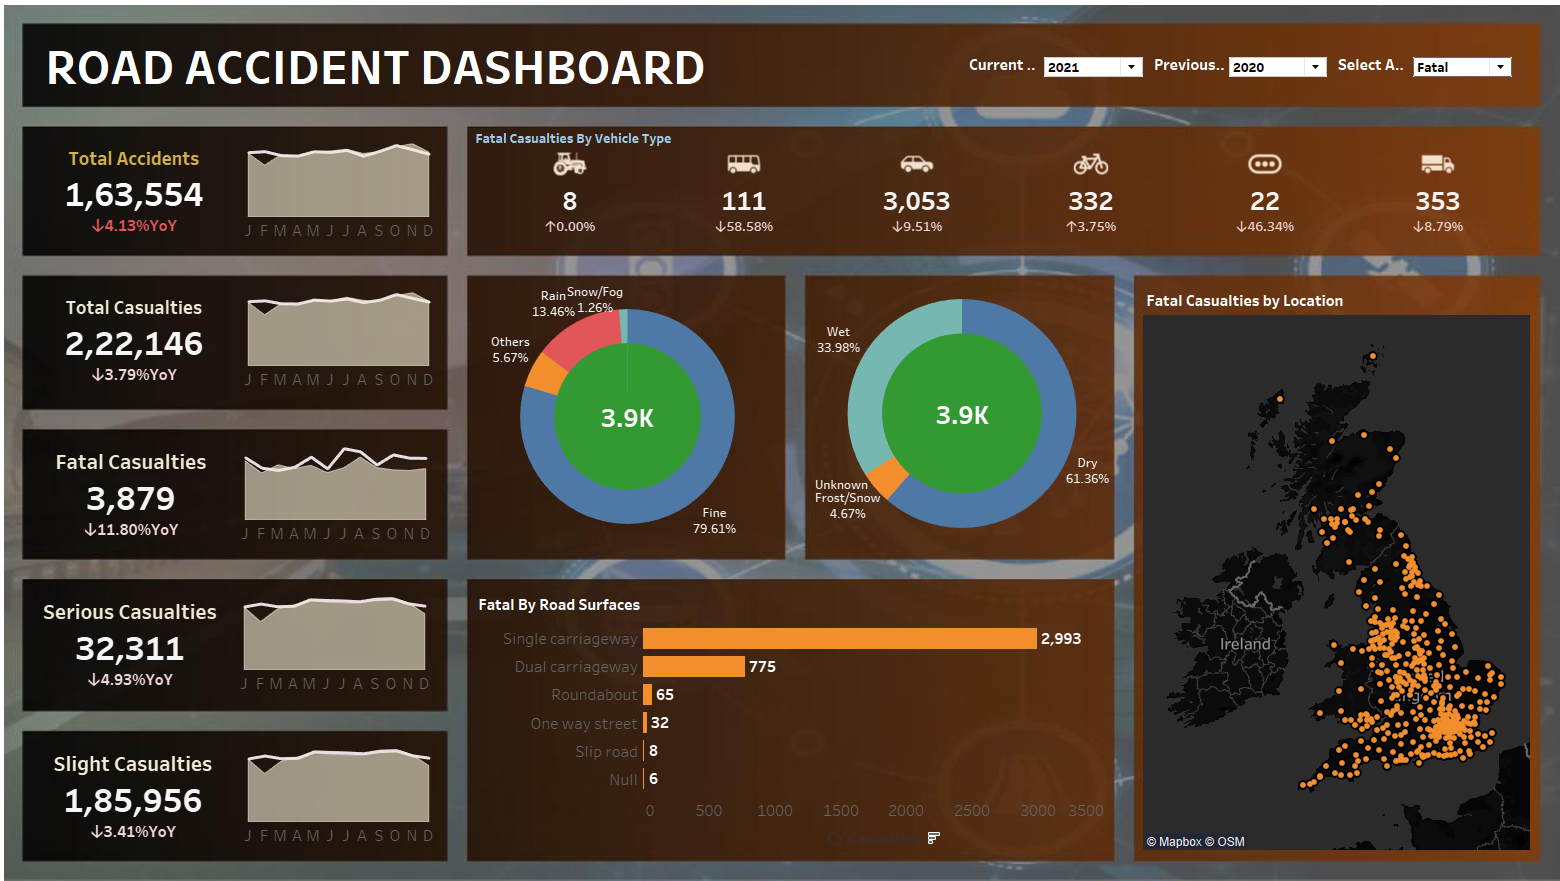 ROAD ACCIDENT DASHBOARD
Current ..
2021
Previous..
2020
Select A..
Fatal
Total Accidents
1,63,554
↓4.13%YoY
J F M A M J J A S O N D
Total Casualties
2,22,146
↓3.79%YoY
J F M A M J J A S O N D
Fatal Casualties
3,879
↓11.80%YoY
J F M A M J J A S O N D
Serious Casualties
32,311
↓4.93%YoY
J F M A M J J A S O N D
Slight Casualties
1,85,956
↓3.41%YoY
J F M A M J J A S O N D
Fatal Casualties By Vehicle Type
8 111 3,053 332 22 353
↑0.00% ↓58.58% ↓9.51% ↑3.75% ↓46.34% ↓8.79%
Rain
13.46%
Snow/Fog
1.26%
Others
5.67%
3.9K
Fine
79.61%
Wet
33.98%
3.9K
Dry
61.36%
Unknown
Frost/Snow
4.67%
Fatal By Road Surfaces
Single carriageway 2,993
Dual carriageway 775
Roundabout 65
One way street 32
Slip road 8
Null 6
0 500 1000 1500 2000 2500 3000 3500
Fatal Casualties by Location
Ireland
© Mapbox © OSM